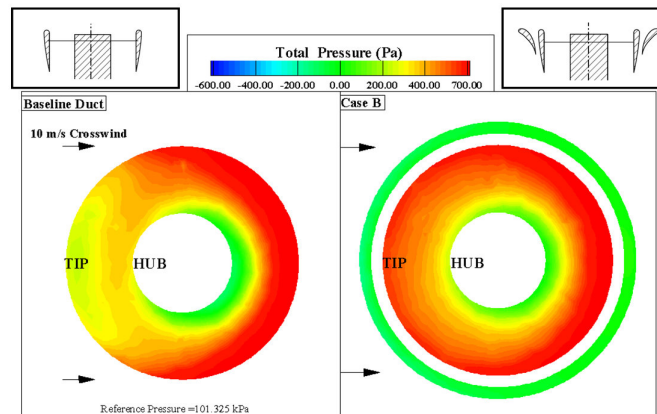 Total Pressure (Pa)
-600.00 -400.00 -200.00 0.00 200.00 400.00 700.00
Baseline Duct
Case B
10 m/s Crosswind
TIP HUB
TIP HUB
Reference Pressure =101.325 kPa